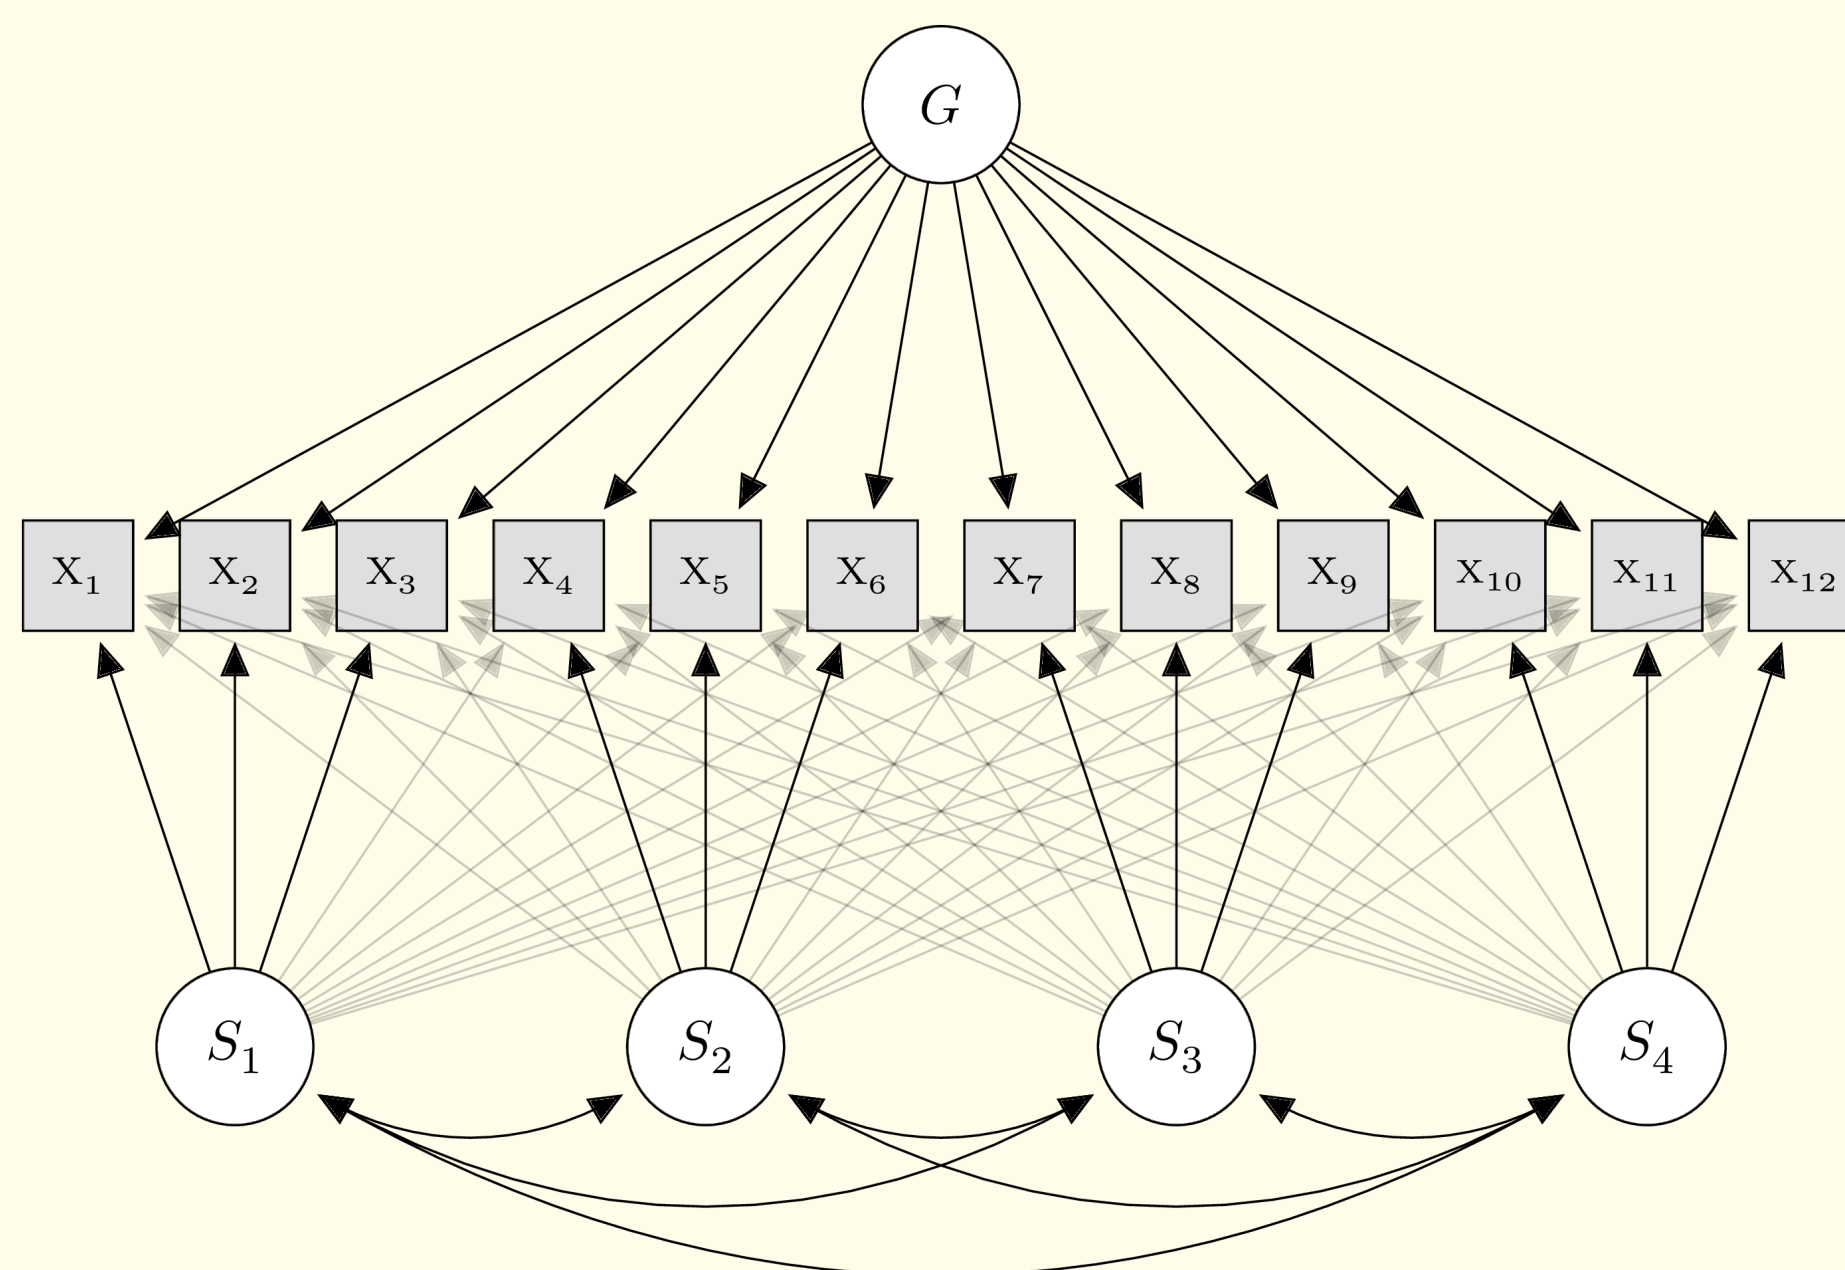 G
X₁ X₂ X₃ X₄ X₅ X₆ X₇ X₈ X₉ X₁₀ X₁₁ X₁₂
S₁ S₂ S₃ S₄